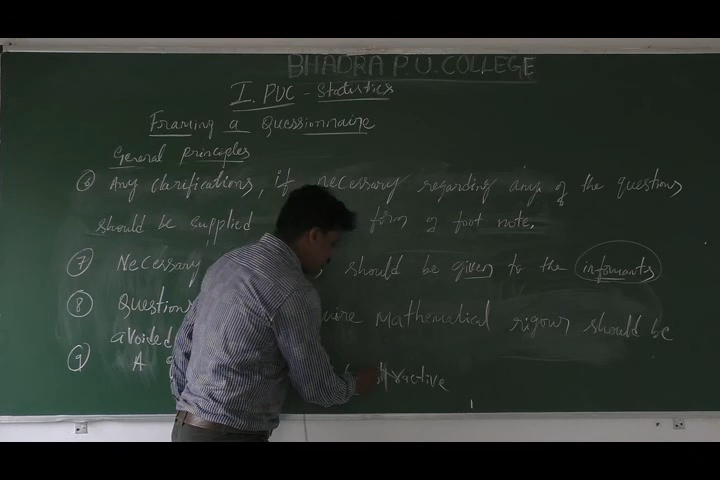 BHADRA P.U. COLLEGE
I. PUC - Statistics
Framing a Quessionnaire
General principles
6 Any clarifications, if necessary regarding any of the questions
should be supplied form of foot note.
7 Necessary should be given to the informants
8 Question Mathematical rigour should be
avoided
9 A active